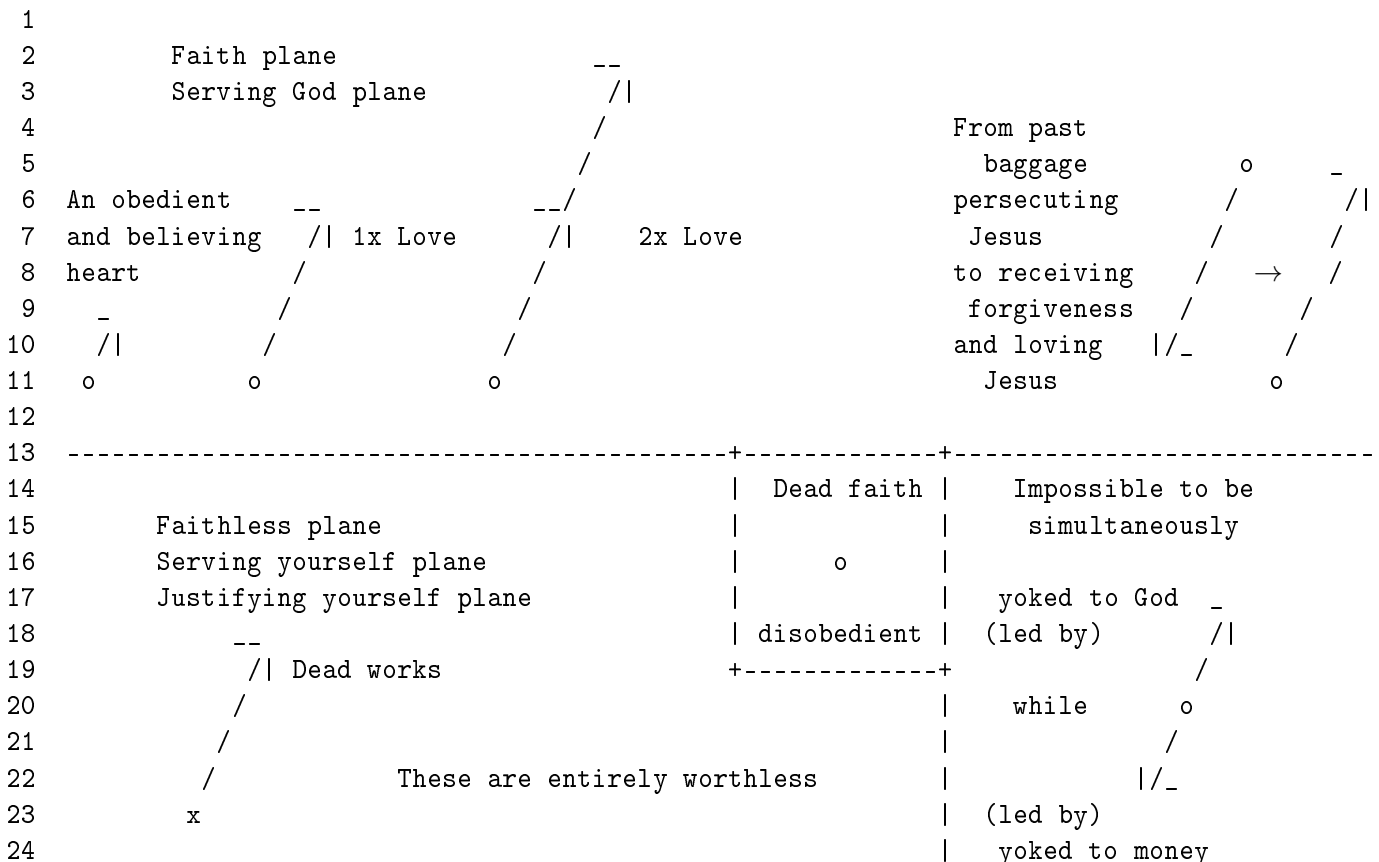 1
2 Faith plane __
3 Serving God plane /|
4 / From past
5 / baggage o _
6 An obedient __ __/ persecuting / /|
7 and believing /| 1x Love /| 2x Love Jesus / /
8 heart / / to receiving / → /
9 _ / / forgiveness / /
10 /| / / and loving |/_ /
11 o o o Jesus o
12
13 --------------------------------------------+-------------+----------------------------
14 | Dead faith | Impossible to be
15 Faithless plane | | simultaneously
16 Serving yourself plane | o |
17 Justifying yourself plane | | yoked to God _
18 __ | disobedient | (led by) /|
19 /| Dead works +-------------+ /
20 / | while o
21 / | /
22 / These are entirely worthless | |/_
23 x | (led by)
24 | yoked to money